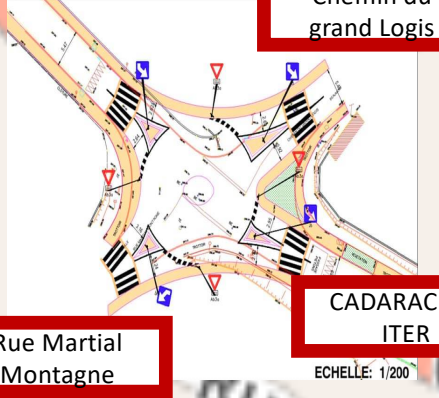 Chemin du
grand Logis
CADARAC
ITER
Rue Martial
Montagne
ECHELLE: 1/200